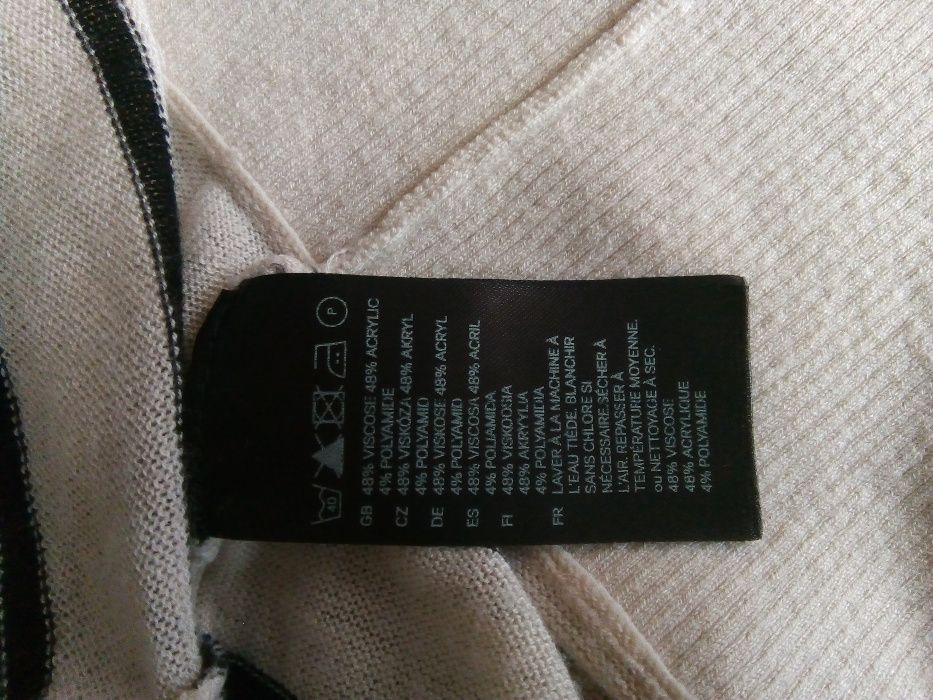 40 P
GB 48% VISCOSE 48% ACRYLIC
4% POLYAMIDE
CZ 48% VISKOZA 48% AKRYL
4% POLYAMID
DE 48% VISKOSE 48% ACRYL
4% POLYAMID
ES 48% VISCOSA 48% ACRIL
4% POLIAMIDA
FI 48% VISKOOSIA
48% AKRYYLIA
4% POLYAMIDIA
FR LAVER À LA MACHINE À
L'EAU TIÈDE. BLANCHIR
SANS CHLORE SI
NÉCESSAIRE.SÉCHER À
L'AIR. REPASSER À
TEMPÉRATURE MOYENNE.
OU NETTOYAGE À SEC.
48% VISCOSE
48% ACRYLIQUE
4% POLYAMIDE